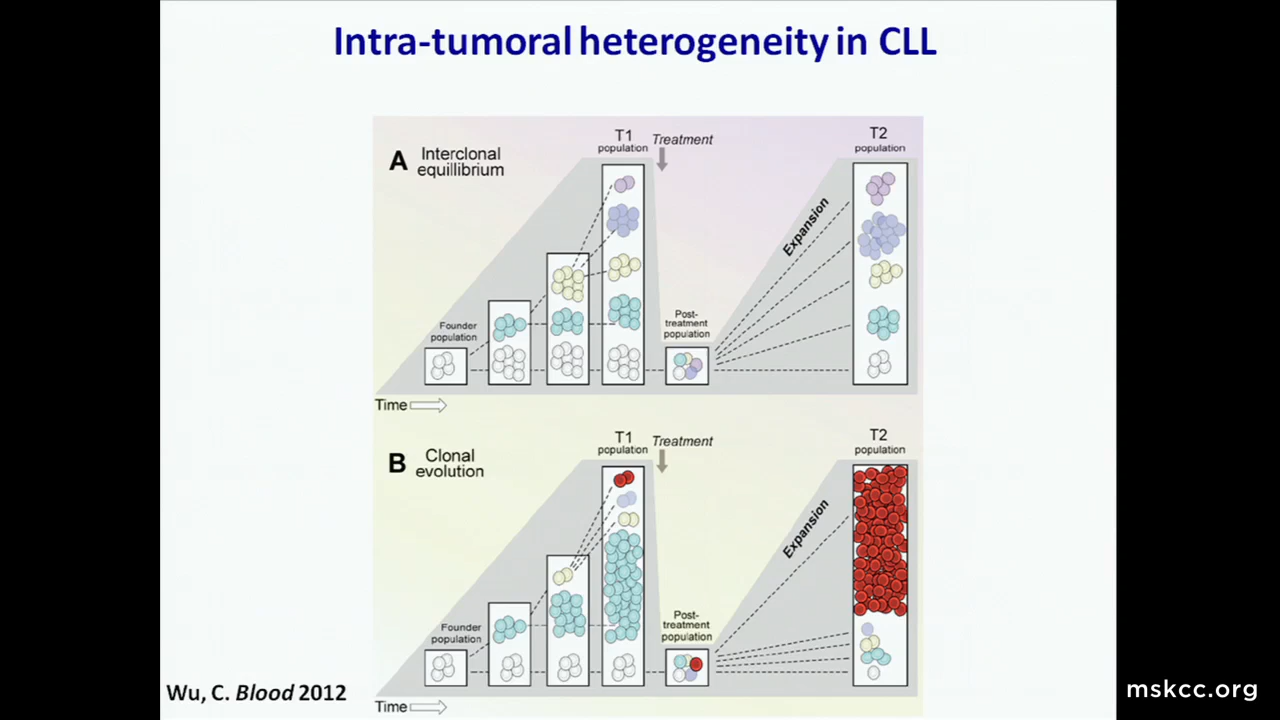 Intra-tumoral heterogeneity in CLL
A Interclonal
equillibrium
T1
population
Treatment
T2
population
Expansion
Founder
population
Post-
treatment
population
Time
B Clonal
evolution
T1
population
Treatment
T2
population
Expansion
Founder
population
Post-
treatment
population
Time
Wu, C. Blood 2012
mskcc.org